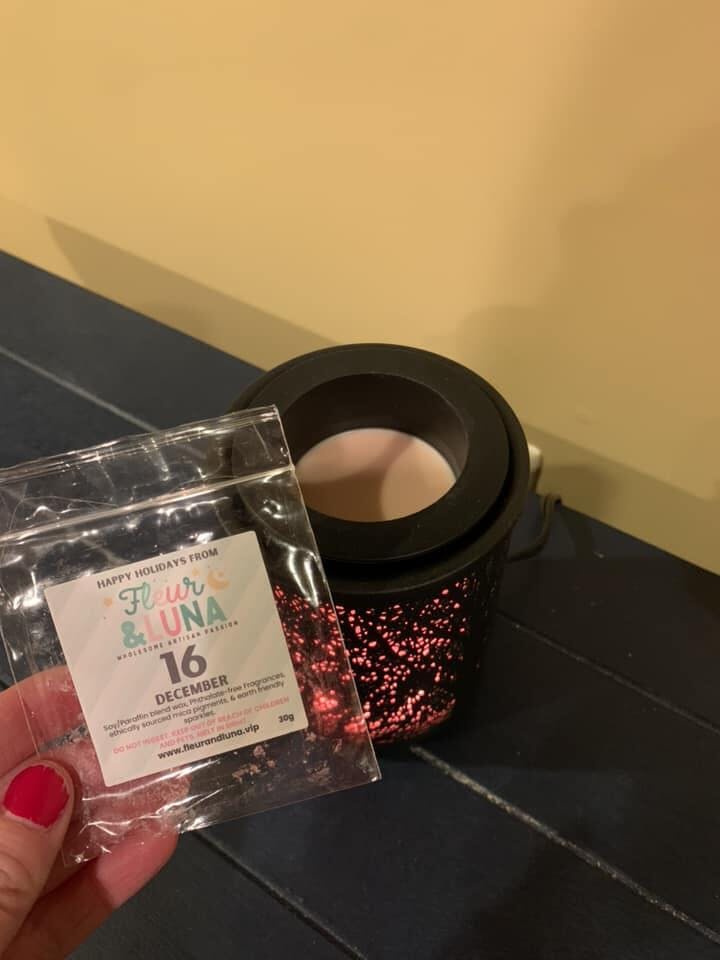 HAPPY HOLIDAYS FROM
Fleur
&LUNA
WHOLESOME ARTISAN PASSION
16
DECEMBER
Soy/Paraffin blend wax, Phthalate-free Fragrances,
ethically sourced mica pigments, & earth friendly
sparkles.
DO NOT INGEST. KEEP OUT OF REACH OF CHILDREN
AND PETS. MELT IN
www.fleurandluna.vip
30g